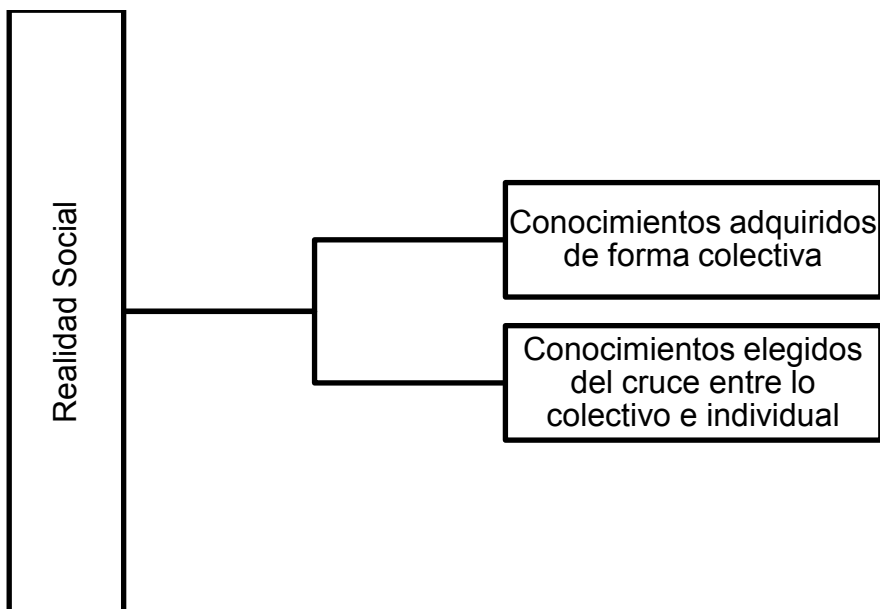 Realidad Social
Conocimientos adquiridos
de forma colectiva
Conocimientos elegidos
del cruce entre lo
colectivo e individual